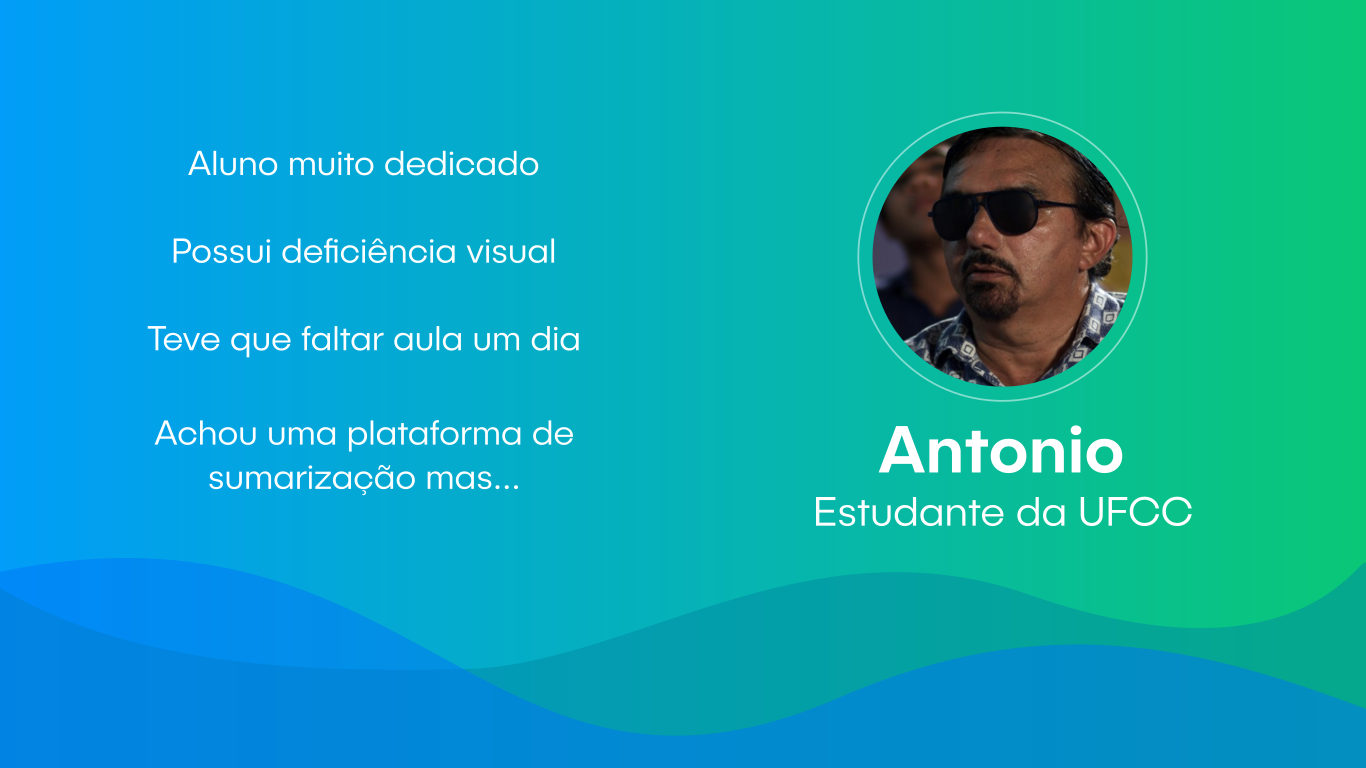 Aluno muito dedicado
Possui deficiência visual
Teve que faltar aula um dia
Achou uma plataforma de
sumarização mas...
Antonio
Estudante da UFCC